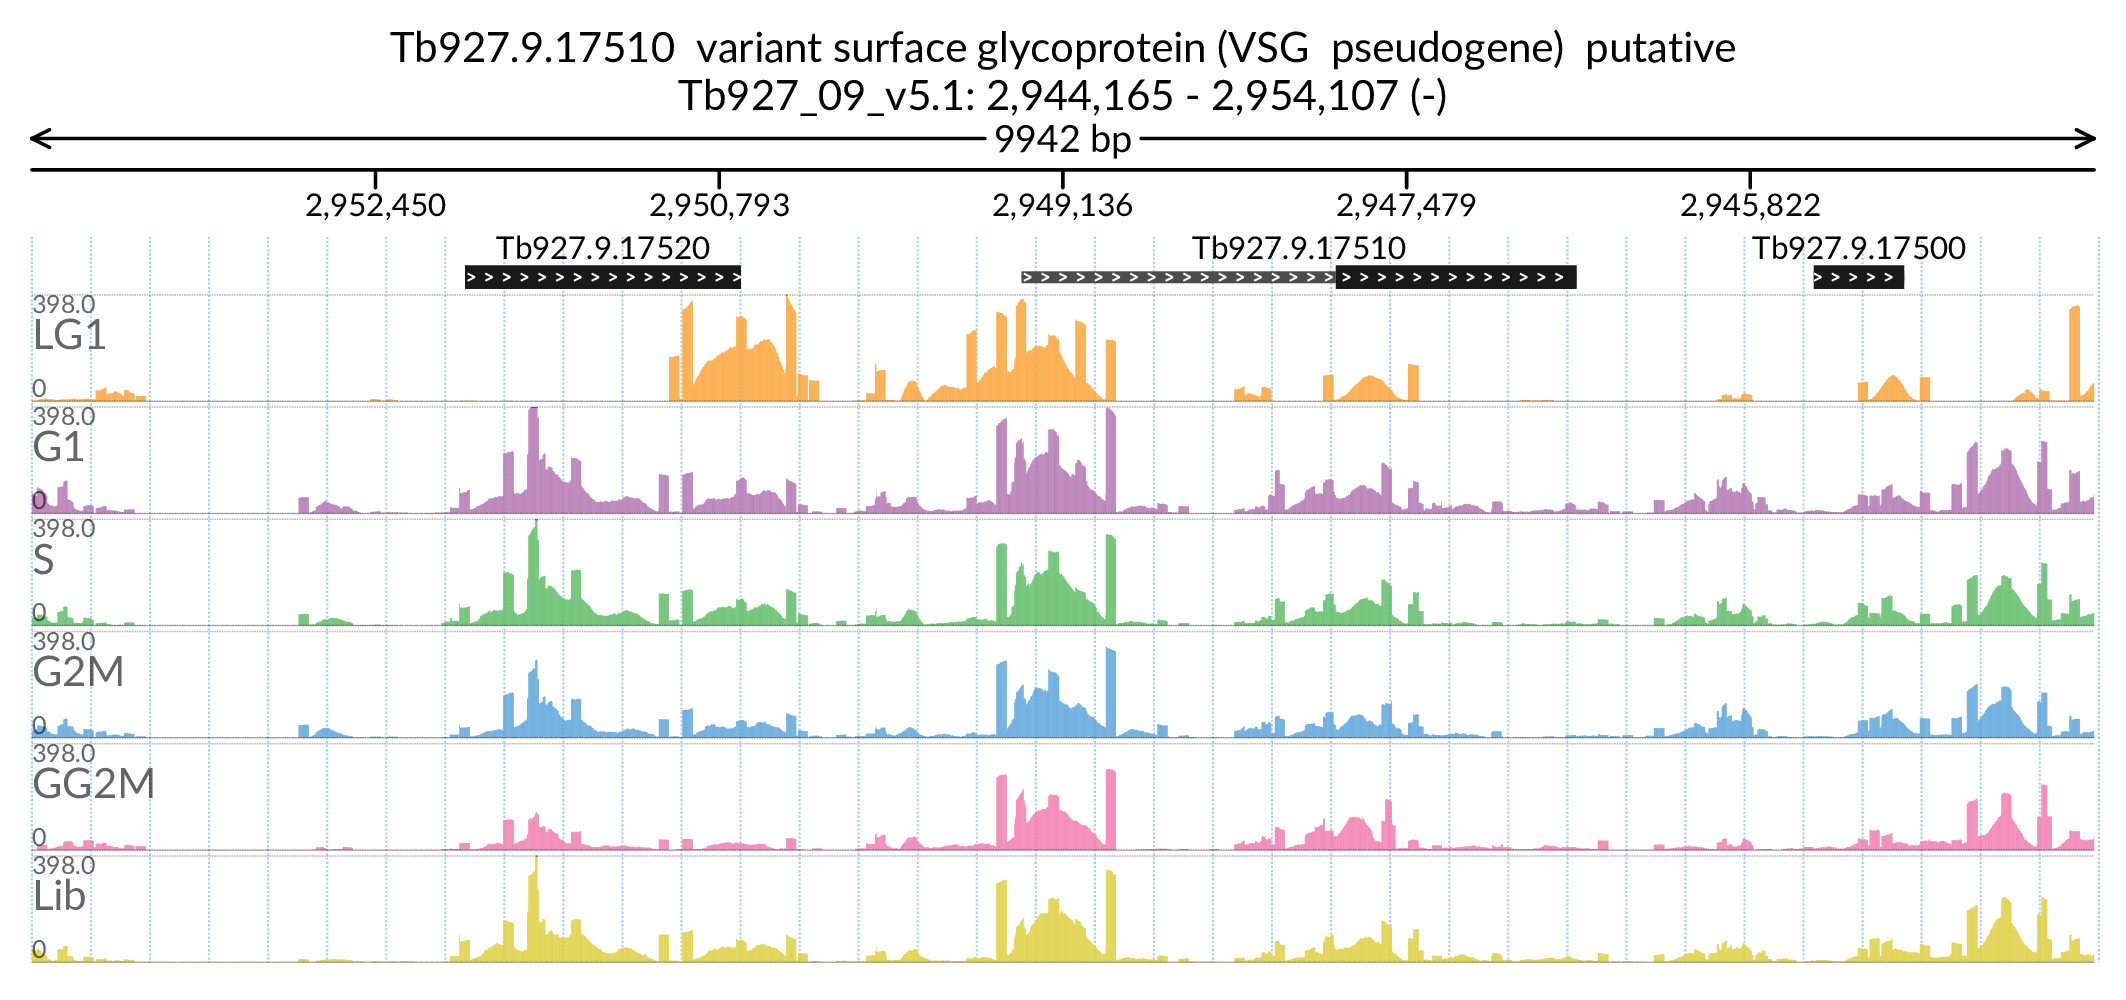 Tb927.9.17510  variant surface glycoprotein (VSG  pseudogene)  putative
Tb927_09_v5.1: 2,944,165 - 2,954,107 (-)
9942 bp
2,952,450 2,950,793 2,949,136 2,947,479 2,945,822
Tb927.9.17520 Tb927.9.17510 Tb927.9.17500
398.0
LG1
0
398.0
G1
0
398.0
S
0
398.0
G2M
0
398.0
GG2M
0
398.0
Lib
0